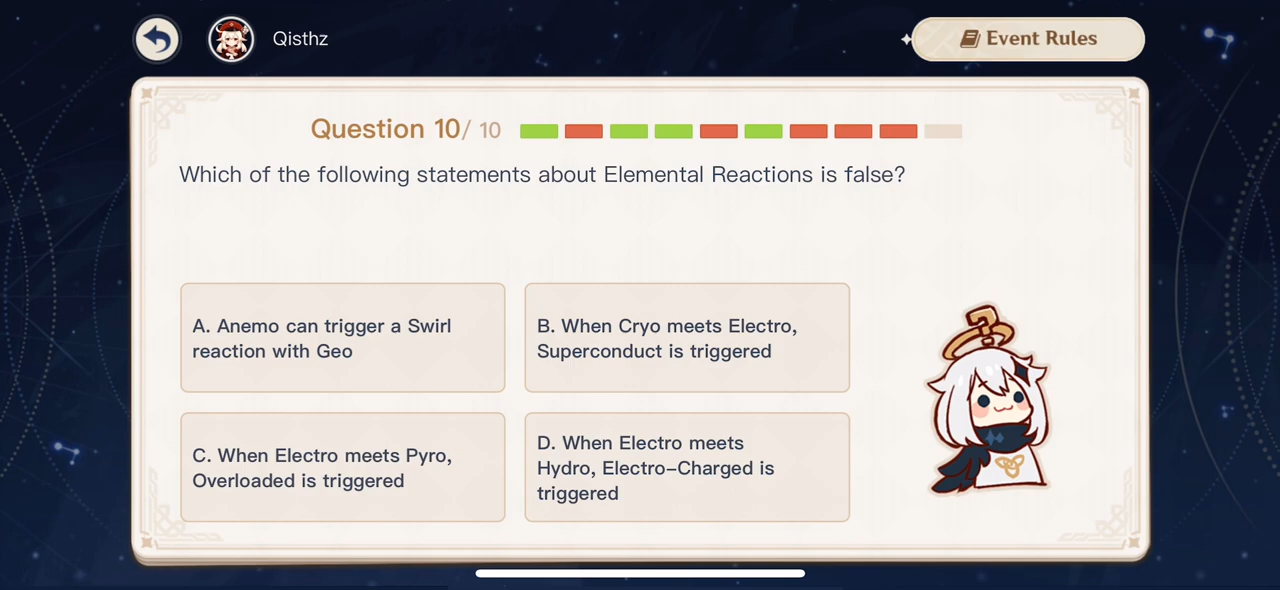 Qisthz
Event Rules
Question 10/ 10
Which of the following statements about Elemental Reactions is false?
A. Anemo can trigger a Swirl
reaction with Geo
B. When Cryo meets Electro,
Superconduct is triggered
C. When Electro meets Pyro,
Overloaded is triggered
D. When Electro meets
Hydro, Electro-Charged is
triggered